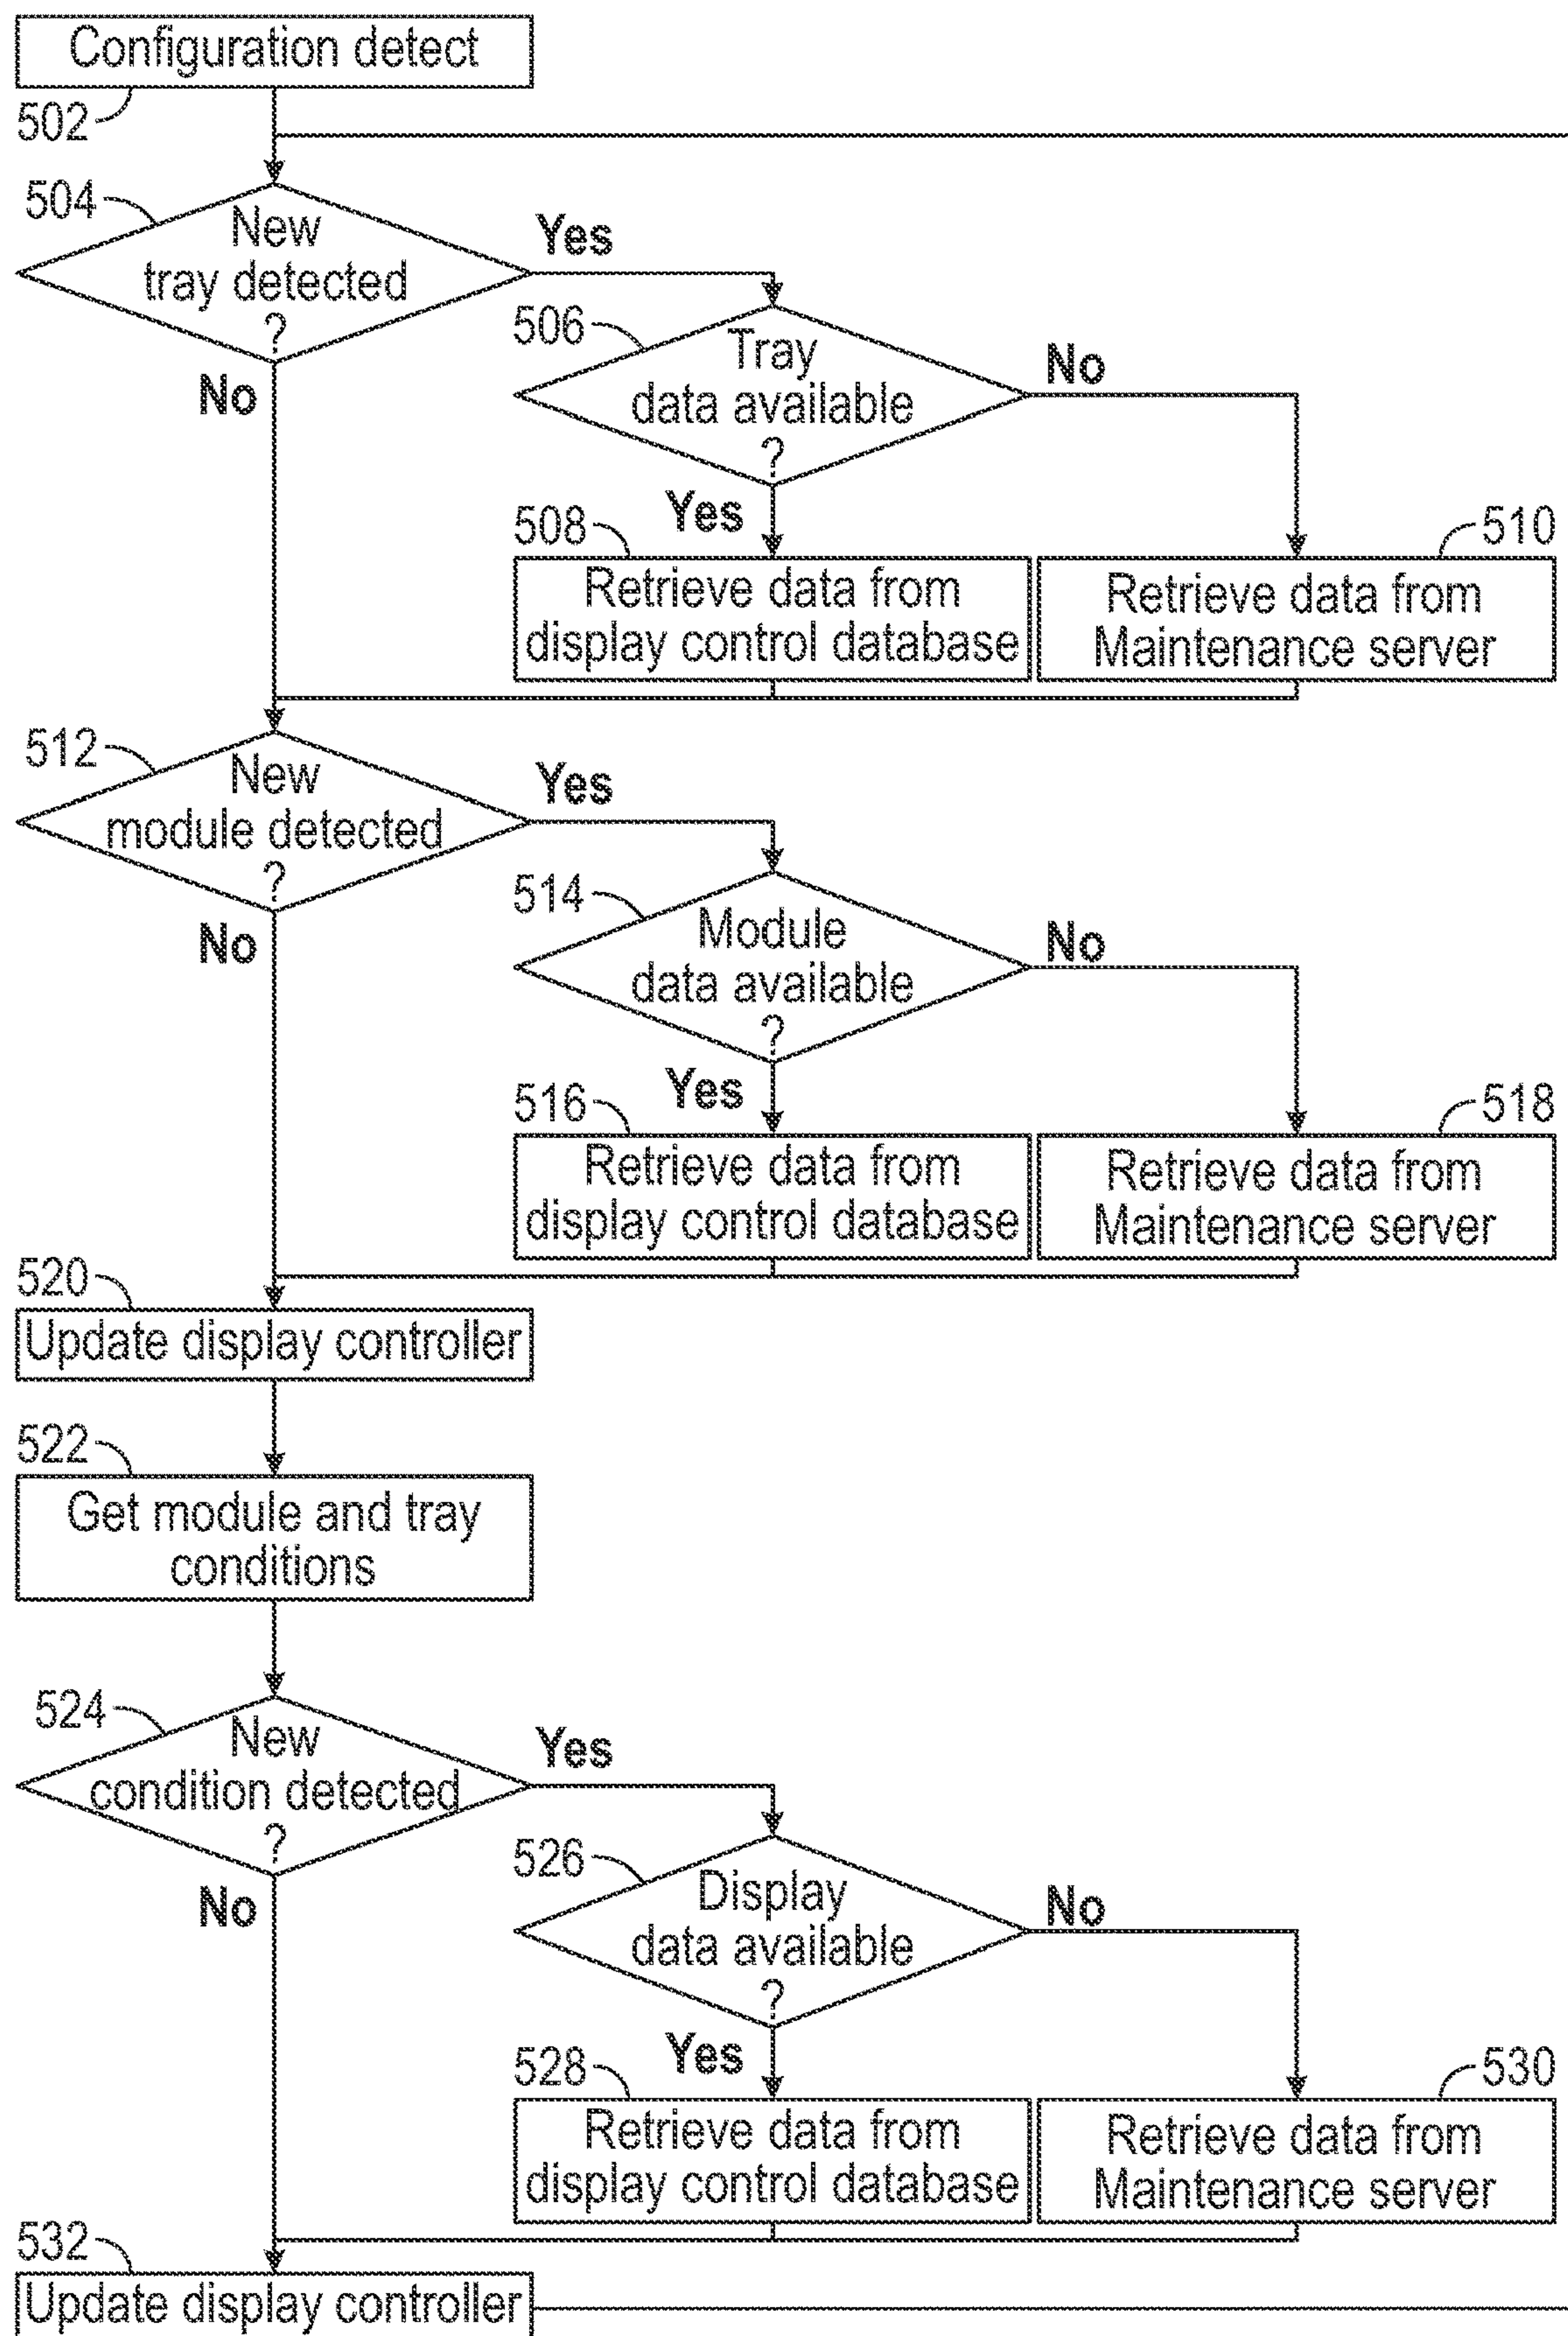 Configuration detect
502
504
New
tray detected
?
Yes
No
506
Tray
data available
?
No
Yes
508
Retrieve data from
display control database
510
Retrieve data from
Maintenance server
512
New
module detected
?
Yes
No
514
Module
data available
?
No
Yes
516
Retrieve data from
display control database
518
Retrieve data from
Maintenance server
520
Update display controller
522
Get module and tray
conditions
524
New
condition detected
?
Yes
No
526
Display
data available
?
No
Yes
528
Retrieve data from
display control database
530
Retrieve data from
Maintenance server
532
Update display controller